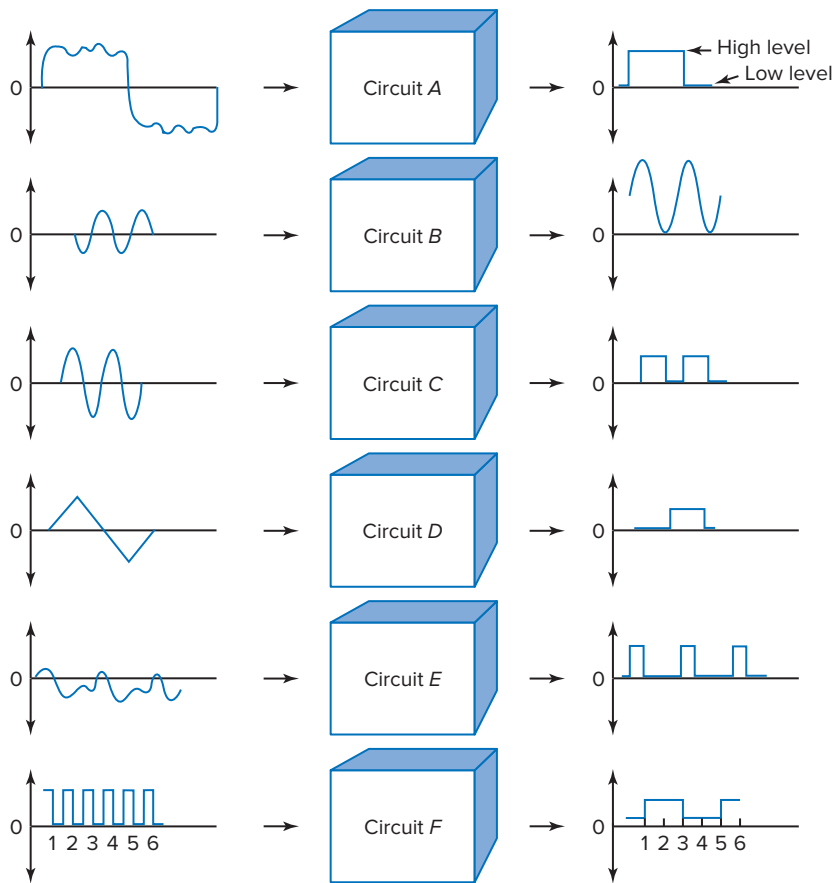 High level
Low level
0 Circuit A 0
0 Circuit B 0
0 Circuit C 0
0 Circuit D 0
0 Circuit E 0
0 Circuit F 0
1 2 3 4 5 6 1 2 3 4 5 6